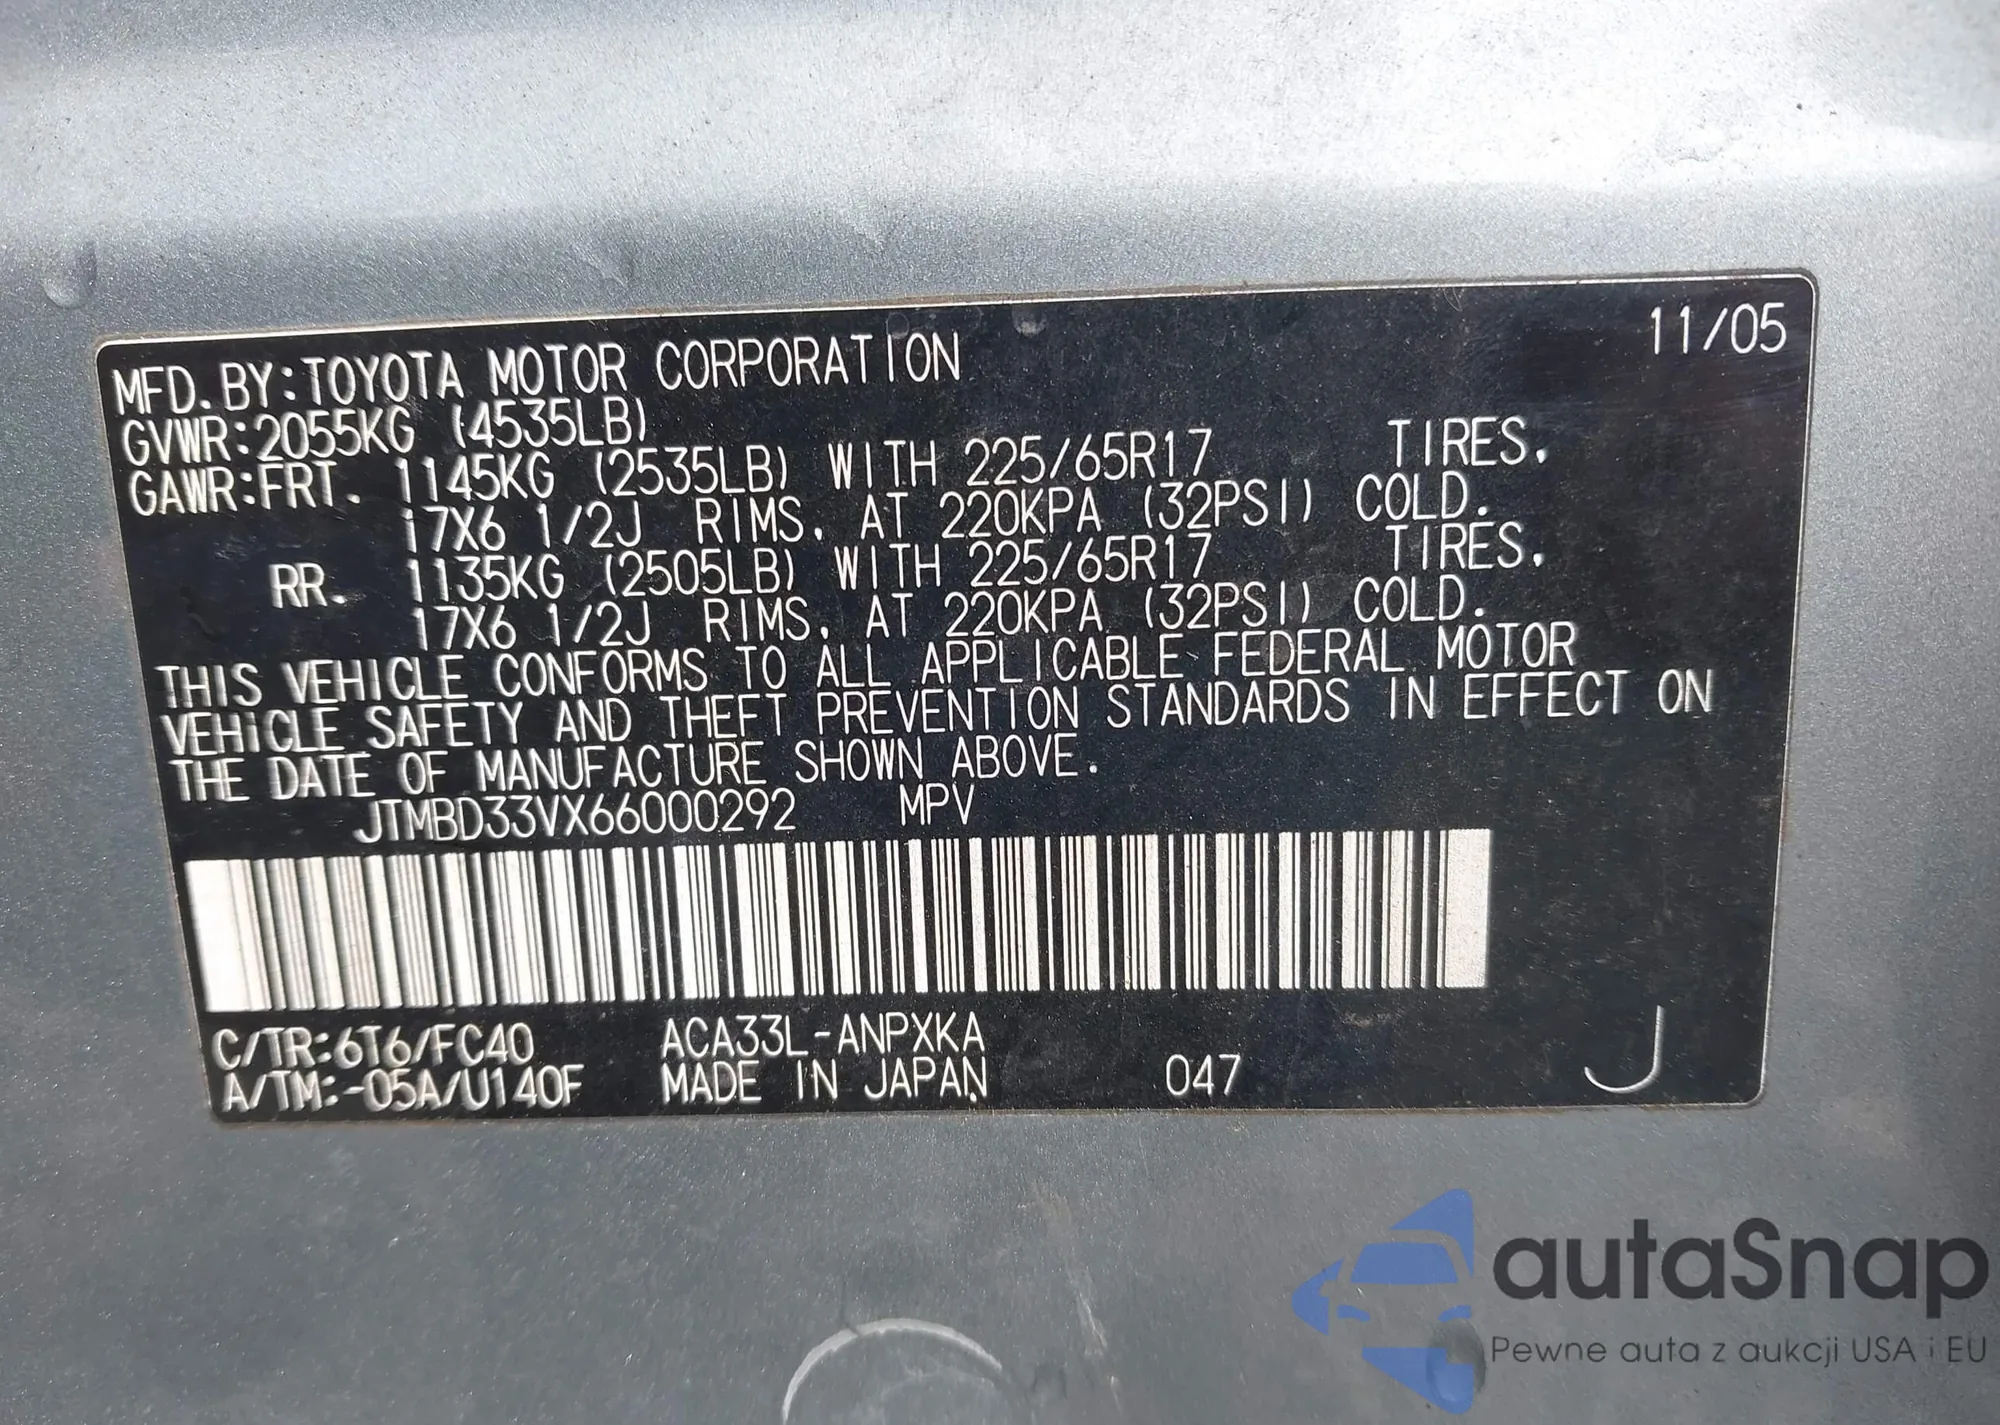 11/05
MFD. BY:TOYOTA MOTOR CORPORATION
GVWR:2055KG (4535LB)
GAWR:FRT. 1145KG (2535LB) WITH 225/65R17 TIRES.
17X6 1/2J RIMS. AT 220KPA (32PSI) COLD.
RR. 1135KG (2505LB) WITH 225/65R17 TIRES.
17X6 1/2J RIMS. AT 220KPA (32PSI) COLD.
THIS VEHICLE CONFORMS TO ALL APPLICABLE FEDERAL MOTOR
VEHICLE SAFETY AND THEFT PREVENTION STANDARDS IN EFFECT ON
THE DATE OF MANUFACTURE SHOWN ABOVE.
JTMBD33VX66000292 MPV
C/TR:6T6/FC40 ACA33L-ANPXKA
A/TM:-05A/U140F MADE IN JAPAN 047 J
autaSnap
Pewne auta z aukcji USA i EU